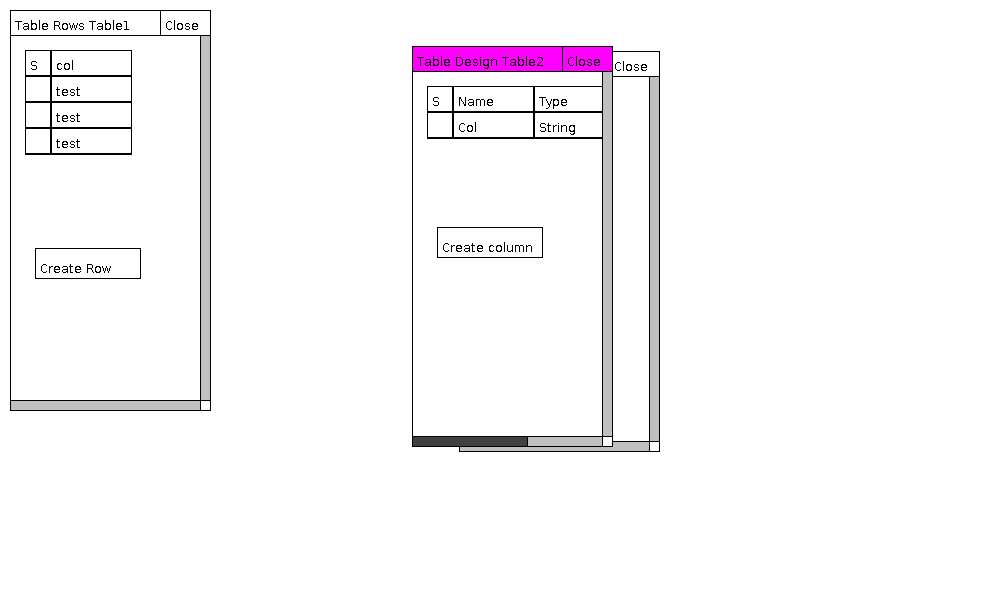 Table Rows Table1 Close
S col
test
test
test
Create Row
Table Design Table2 Close
S Name Type
Col String
Create column
Close